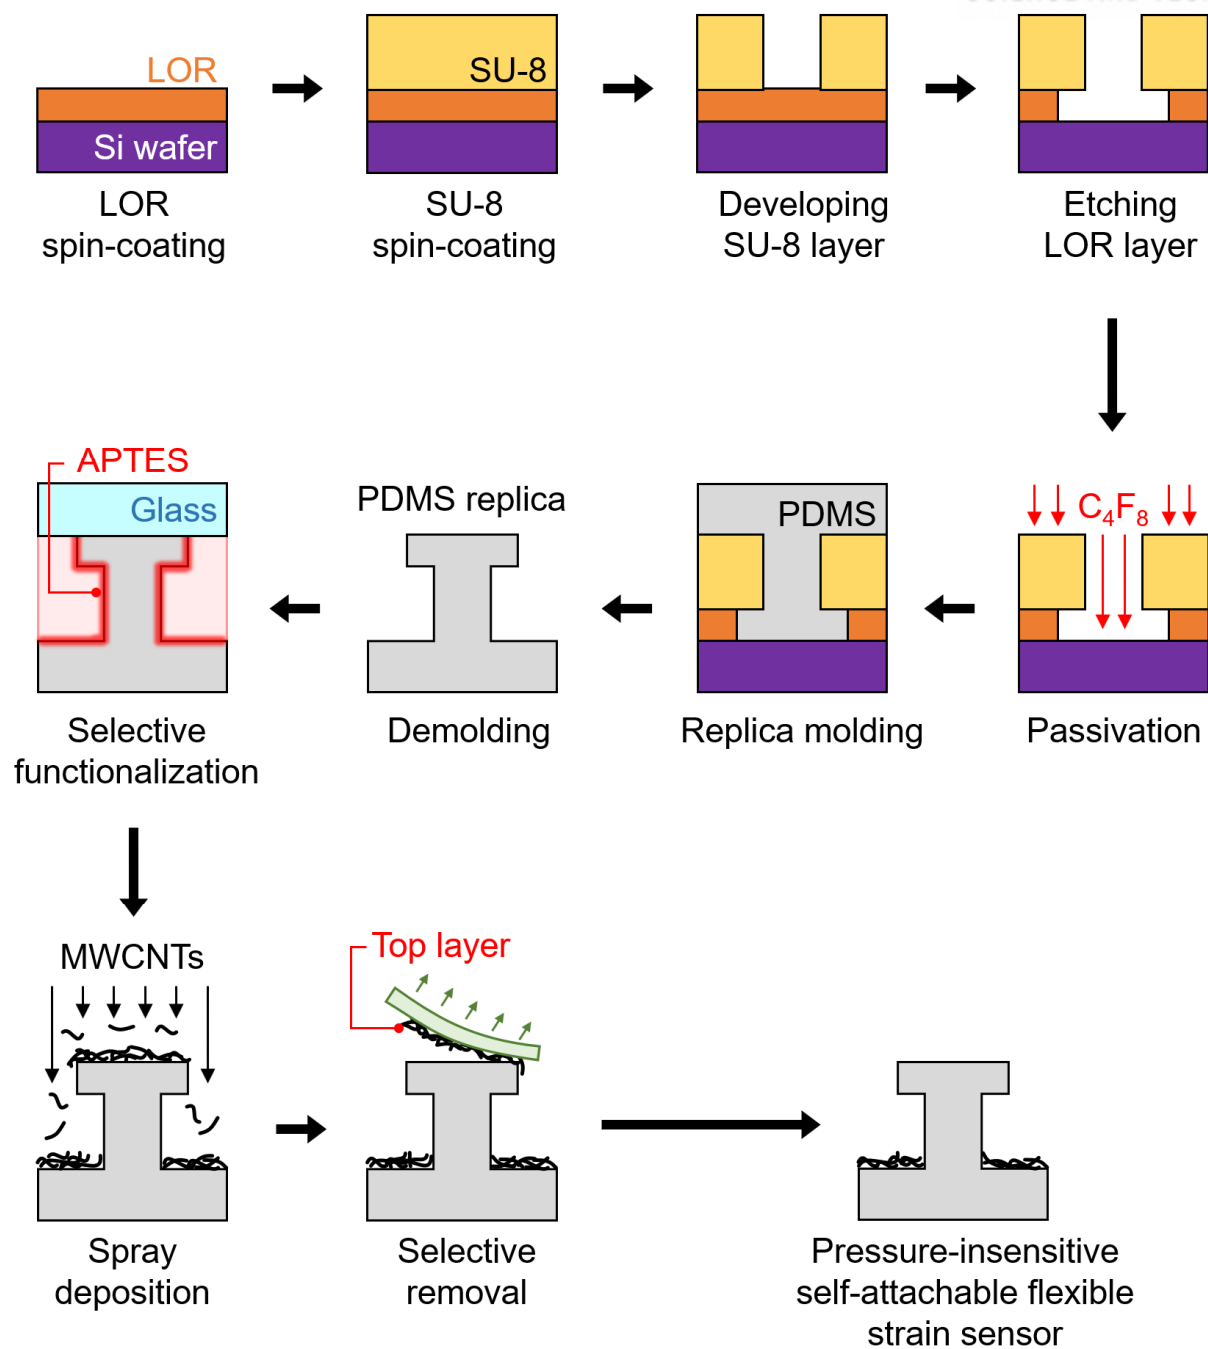 LOR
Si wafer
LOR
spin-coating
SU-8
SU-8
spin-coating
Developing
SU-8 layer
Etching
LOR layer
C₄F₈
Passivation
PDMS
Replica molding
PDMS replica
Demolding
APTES
Glass
Selective
functionalization
MWCNTs
Spray
deposition
Top layer
Selective
removal
Pressure-insensitive
self-attachable flexible
strain sensor